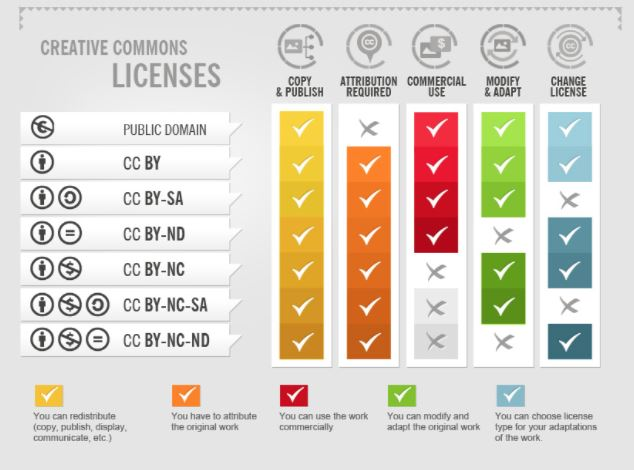 CREATIVE COMMONS
LICENSES
COPY
& PUBLISH
ATTRIBUTION
REQUIRED
COMMERCIAL
USE
MODIFY
& ADAPT
CHANGE
LICENSE
PUBLIC DOMAIN
CC BY
CC BY-SA
CC BY-ND
CC BY-NC
CC BY-NC-SA
CC BY-NC-ND
You can redistribute
(copy, publish, display,
communicate, etc.)
You have to attribute
the original work
You can use the work
commercially
You can modify and
adapt the original work
You can choose license
type for your adaptations
of the work.